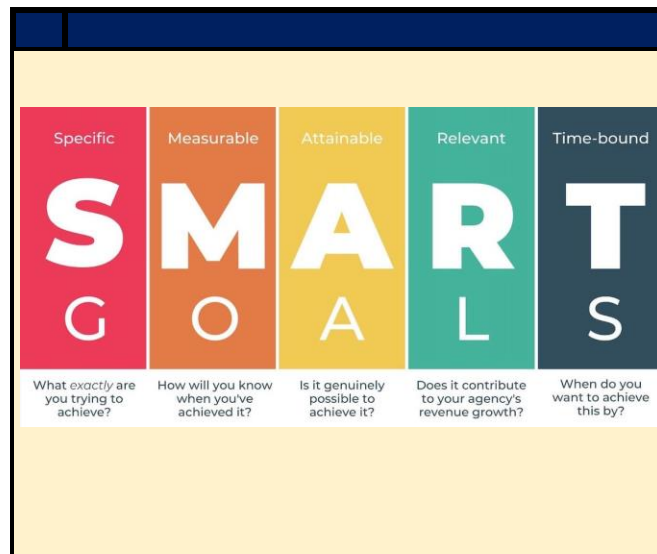 Specific Measurable Attainable Relevant Time-bound
S M A R T
G O A L S
What exactly are you trying to achieve?
How will you know when you've achieved it?
Is it genuinely possible to achieve it?
Does it contribute to your agency's revenue growth?
When do you want to achieve this by?